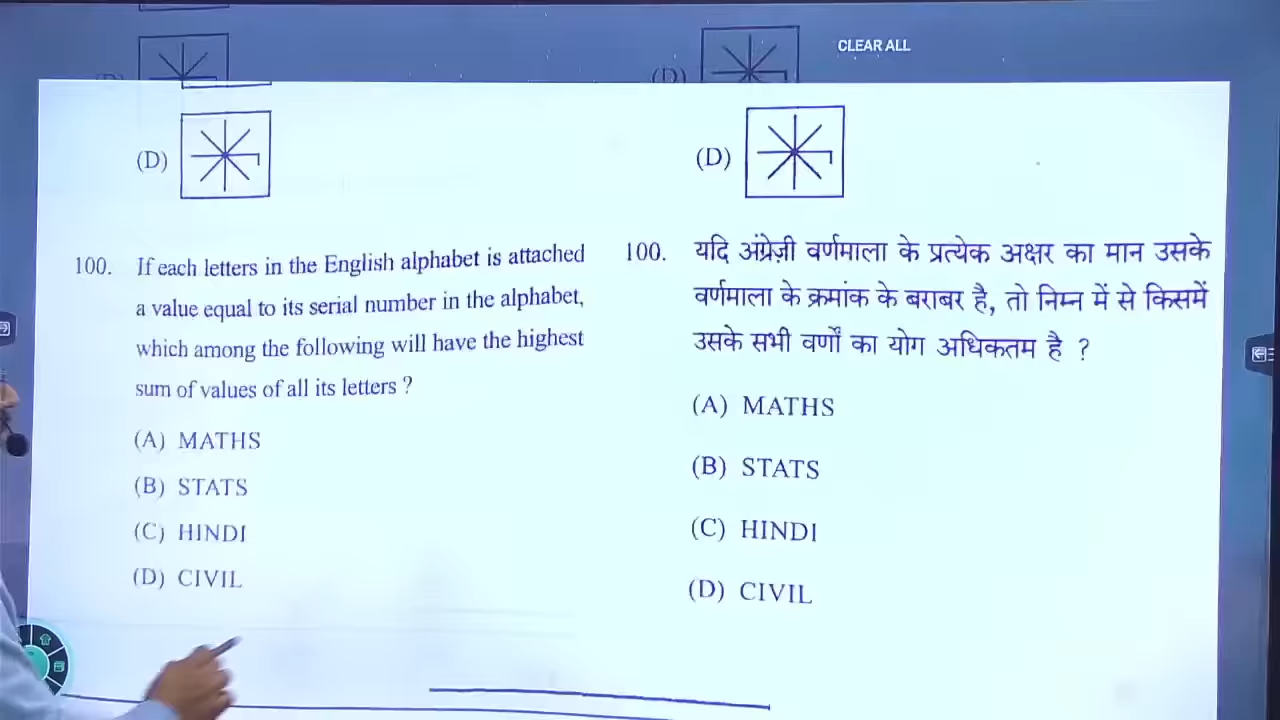 CLEAR ALL
(D)
(D)
(D)
100. If each letters in the English alphabet is attached
a value equal to its serial number in the alphabet,
which among the following will have the highest
sum of values of all its letters ?
(A) MATHS
(B) STATS
(C) HINDI
(D) CIVIL
(D)
100. यदि अंग्रेज़ी वर्णमाला के प्रत्येक अक्षर का मान उसके
वर्णमाला के क्रमांक के बराबर है, तो निम्न में से किसमें
उसके सभी वर्णों का योग अधिकतम है ?
(A) MATHS
(B) STATS
(C) HINDI
(D) CIVIL